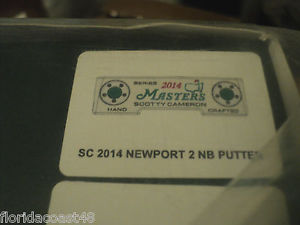 SERIES 2014
MASTERS
SCOTTY CAMERON
HAND CRAFTED
SC 2014 NEWPORT 2 NB PUTTER
floridacoast48